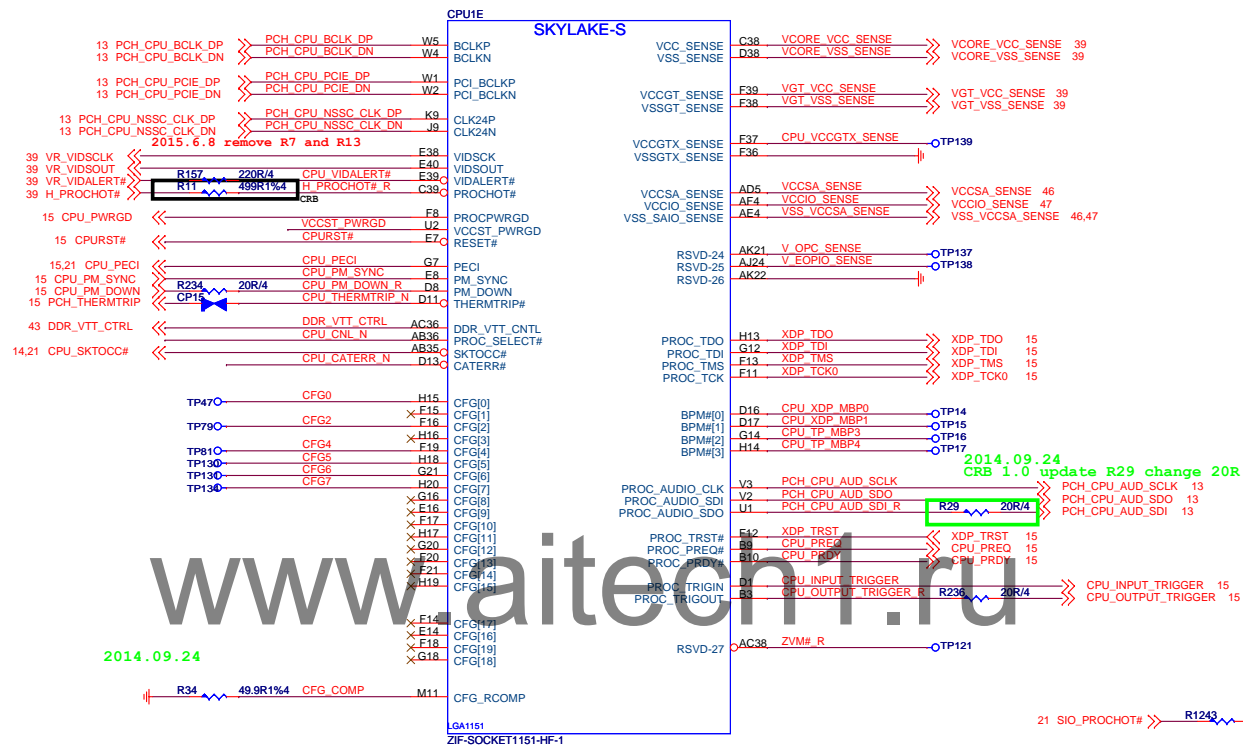 CPU1E
SKYLAKE-S
13 PCH_CPU_BCLK_DP PCH_CPU_BCLK_DP W5 BCLKP
13 PCH_CPU_BCLK_DN PCH_CPU_BCLK_DN W4 BCLKN
13 PCH_CPU_PCIE_DP PCH_CPU_PCIE_DP W1 PCI_BCLKP
13 PCH_CPU_PCIE_DN PCH_CPU_PCIE_DN W2 PCI_BCLKN
13 PCH_CPU_NSSC_CLK_DP PCH_CPU_NSSC_CLK_DP K9 CLK24P
13 PCH_CPU_NSSC_CLK_DN PCH_CPU_NSSC_CLK_DN J9 CLK24N
2015.6.8 remove R7 and R13
39 VR_VIDSCLK E38 VIDSCK
39 VR_VIDSOUT E40 VIDSOUT
39 VR_VIDALERT# R157 220R/4 CPU_VIDALERT# E39 VIDALERT#
39 H_PROCHOT# R11 499R1%4 H_PROCHOT#_R C39 PROCHOT#
CRB
15 CPU_PWRGD F8 PROCPWRGD
VCCST_PWRGD U2 VCCST_PWRGD
15 CPURST# CPURST# E7 RESET#
15,21 CPU_PECI CPU_PECI G7 PECI
15 CPU_PM_SYNC CPU_PM_SYNC E8 PM_SYNC
15 CPU_PM_DOWN R234 20R/4 CPU_PM_DOWN_R D8 PM_DOWN
15 PCH_THERMTRIP CP15 CPU_THERMTRIP_N D11 THERMTRIP#
43 DDR_VTT_CTRL DDR_VTT_CTRL AC36 DDR_VTT_CNTL
CPU_CNL_N AB36 PROC_SELECT#
14,21 CPU_SKTOCC# AB35 SKTOCC#
CPU_CATERR_N D13 CATERR#
TP47 CFG0 H15 CFG[0]
F15 CFG[1]
TP79 CFG2 F16 CFG[2]
H16 CFG[3]
TP81 CFG4 F19 CFG[4]
TP130 CFG5 H18 CFG[5]
TP131 CFG6 G21 CFG[6]
TP134 CFG7 H20 CFG[7]
G16 CFG[8]
E16 CFG[9]
F17 CFG[10]
H17 CFG[11]
G20 CFG[12]
F20 CFG[13]
F21 CFG[14]
H19 CFG[15]
F14 CFG[17]
E14 CFG[16]
F18 CFG[19]
G18 CFG[18]
2014.09.24
R34 49.9R1%4 CFG_COMP M11 CFG_RCOMP
LGA1151
ZIF-SOCKET1151-HF-1
VCC_SENSE C38 VCORE_VCC_SENSE VCORE_VCC_SENSE 39
VSS_SENSE D38 VCORE_VSS_SENSE VCORE_VSS_SENSE 39
VCCGT_SENSE F39 VGT_VCC_SENSE VGT_VCC_SENSE 39
VSSGT_SENSE F38 VGT_VSS_SENSE VGT_VSS_SENSE 39
VCCGTX_SENSE F37 CPU_VCCGTX_SENSE TP139
VSSGTX_SENSE F36
VCCSA_SENSE AD5 VCCSA_SENSE VCCSA_SENSE 46
VCCIO_SENSE AF4 VCCIO_SENSE VCCIO_SENSE 47
VSS_SAIO_SENSE AE4 VSS_VCCSA_SENSE VSS_VCCSA_SENSE 46,47
RSVD-24 AK21 V_OPC_SENSE TP137
RSVD-25 AJ24 V_EOPIO_SENSE TP138
RSVD-26 AK22
PROC_TDO H13 XDP_TDO XDP_TDO 15
PROC_TDI G12 XDP_TDI XDP_TDI 15
PROC_TMS F13 XDP_TMS XDP_TMS 15
PROC_TCK F11 XDP_TCK0 XDP_TCK0 15
BPM#[0] D16 CPU_XDP_MBP0 TP14
BPM#[1] D17 CPU_XDP_MBP1 TP15
BPM#[2] G14 CPU_TP_MBP3 TP16
BPM#[3] H14 CPU_TP_MBP4 TP17
2014.09.24
CRB 1.0 update R29 change 20R
PROC_AUDIO_CLK V3 PCH_CPU_AUD_SCLK PCH_CPU_AUD_SCLK 13
PROC_AUDIO_SDI V2 PCH_CPU_AUD_SDO PCH_CPU_AUD_SDO 13
PROC_AUDIO_SDO U1 PCH_CPU_AUD_SDI_R R29 20R/4 PCH_CPU_AUD_SDI 13
PROC_TRST# F12 XDP_TRST XDP_TRST 15
PROC_PREQ# B9 CPU_PREQ CPU_PREQ 15
PROC_PRDY# B10 CPU_PRDY CPU_PRDY 15
PROC_TRIGIN D1 CPU_INPUT_TRIGGER CPU_INPUT_TRIGGER 15
PROC_TRIGOUT B3 CPU_OUTPUT_TRIGGER_R R236 20R/4 CPU_OUTPUT_TRIGGER 15
RSVD-27 AC38 ZVM#_R TP121
21 SIO_PROCHOT# R1243
www.aitech1.ru